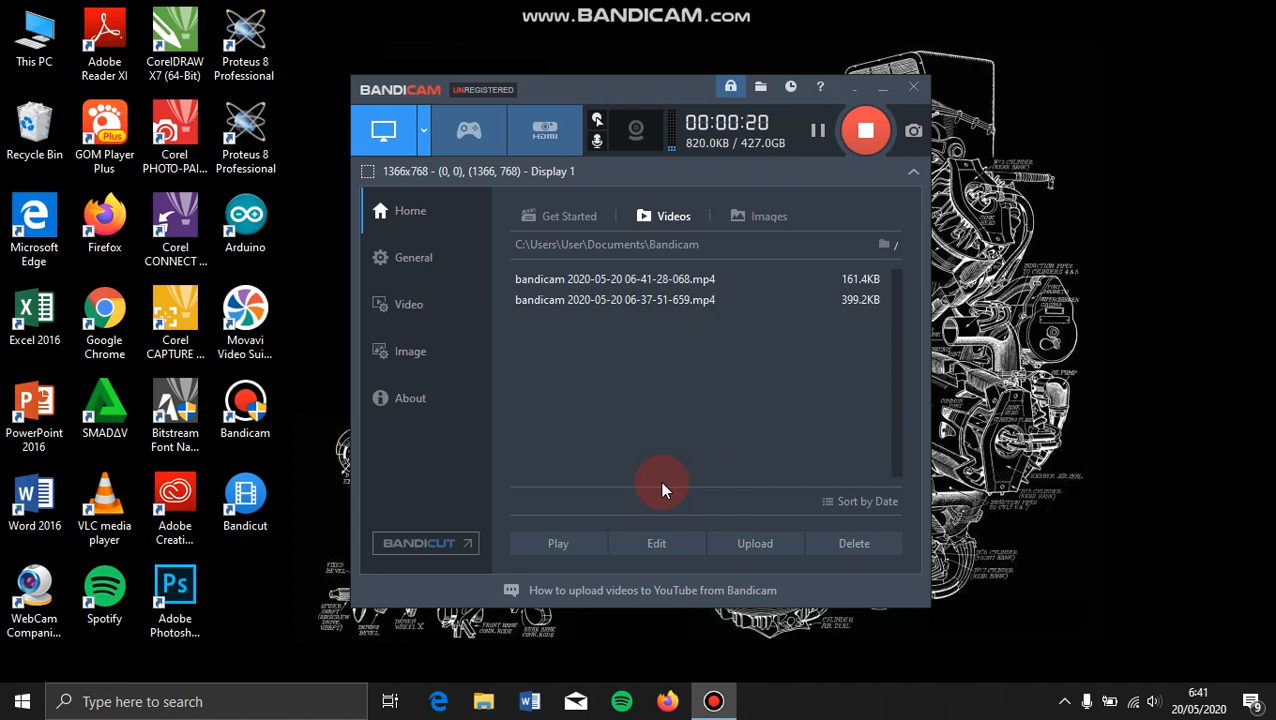 www.BANDICAM.com
This PC
Adobe Reader XI
CorelDRAW X7 (64-Bit)
Proteus 8 Professional
Recycle Bin
GOM Player Plus
Corel PHOTO-PAI...
Proteus 8 Professional
Microsoft Edge
Firefox
Corel CONNECT ...
Arduino
Excel 2016
Google Chrome
Corel CAPTURE ...
Movavi Video Sui...
PowerPoint 2016
SMADΔV
Bitstream Font Na...
Bandicam
Word 2016
VLC media player
Adobe Creati...
Bandicut
WebCam Compani...
Spotify
Adobe Photosh...
BANDICAM UNREGISTERED
HDMI
00:00:20
820.0KB / 427.0GB
1366x768 - (0, 0), (1366, 768) - Display 1
Home
General
Video
Image
About
BANDICUT
Get Started
Videos
Images
C:\Users\User\Documents\Bandicam
/
bandicam 2020-05-20 06-41-28-068.mp4 161.4KB
bandicam 2020-05-20 06-37-51-659.mp4 399.2KB
Sort by Date
Play
Edit
Upload
Delete
How to upload videos to YouTube from Bandicam
Type here to search
6:41
20/05/2020
9